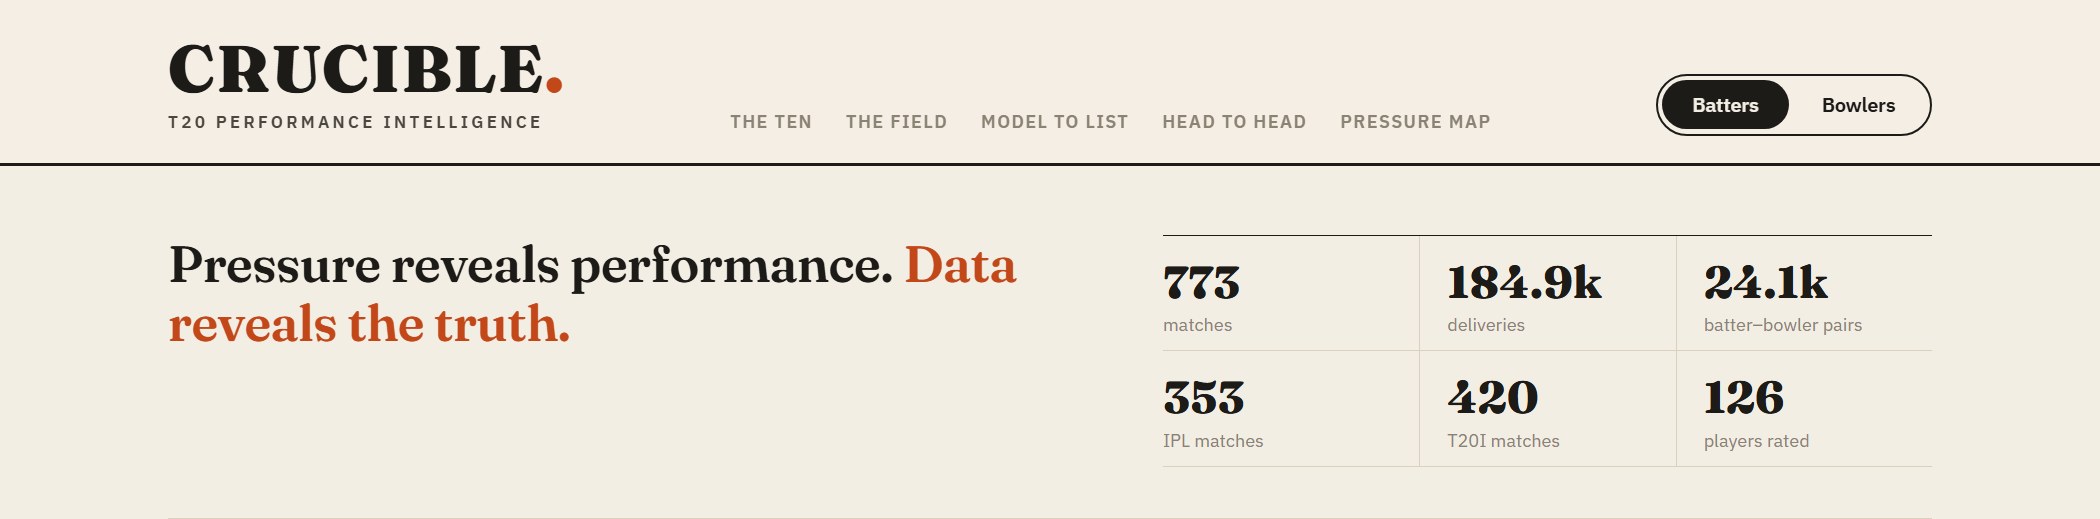 CRUCIBLE.
T20 PERFORMANCE INTELLIGENCE
THE TEN
THE FIELD
MODEL TO LIST
HEAD TO HEAD
PRESSURE MAP
Batters
Bowlers
Pressure reveals performance. Data
reveals the truth.
773
matches
184.9k
deliveries
24.1k
batter–bowler pairs
353
IPL matches
420
T20I matches
126
players rated